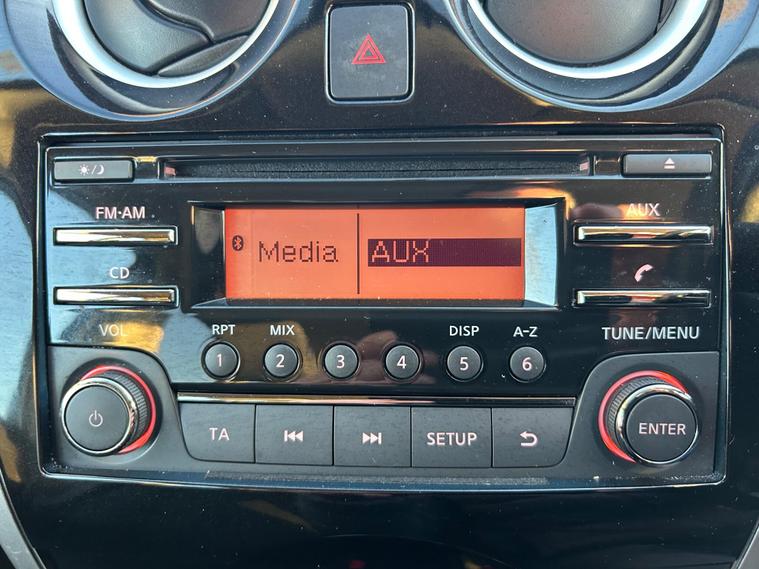 FM·AM
AUX
CD
Media AUX
VOL
RPT MIX DISP A-Z
TUNE/MENU
1 2 3 4 5 6
TA SETUP
ENTER